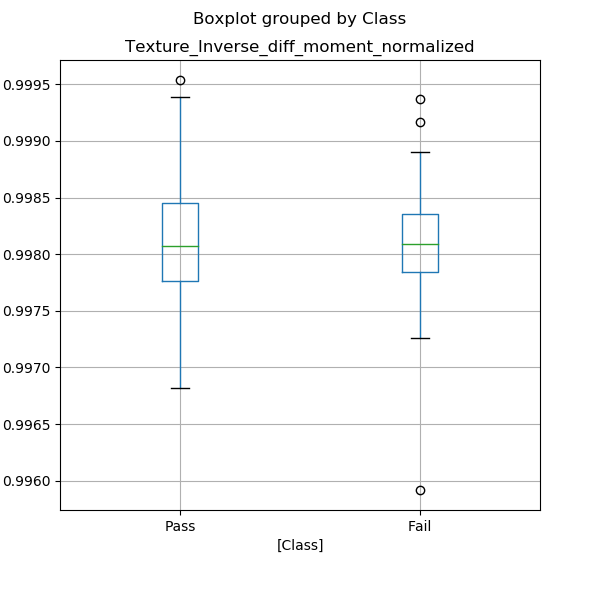 Boxplot grouped by Class
Texture_Inverse_diff_moment_normalized
0.9995
0.9990
0.9985
0.9980
0.9975
0.9970
0.9965
0.9960
Pass Fail
[Class]